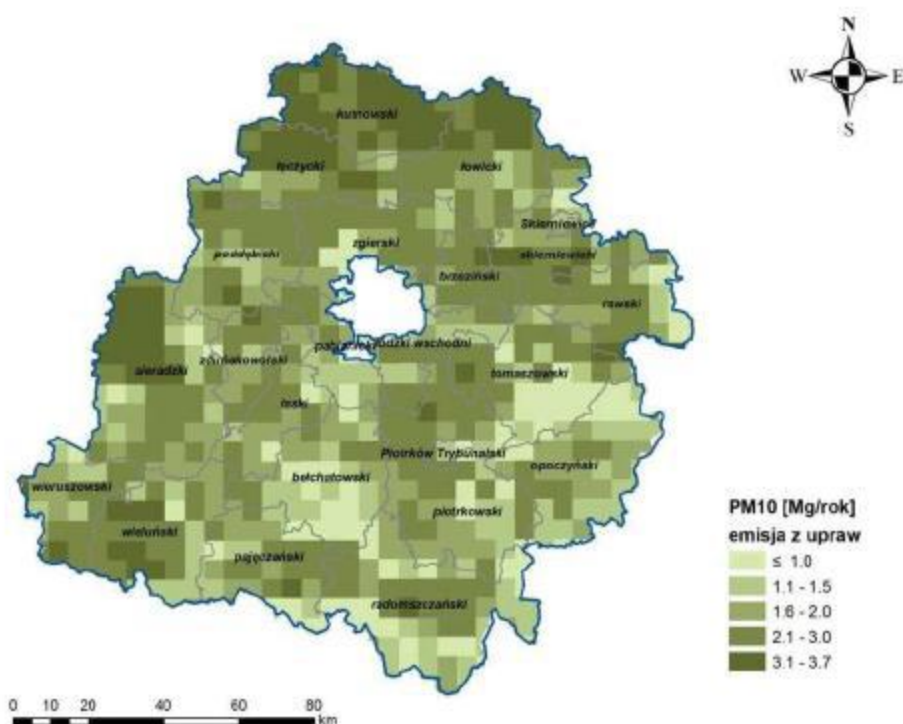 N
W E
S
kutnowski
łęczycki
łowicki
Skierniewice
zgierski
poddębicki
skierniewicki
brzeziński
rawski
pabianicki
łódzki wschodni
zduńskowolski
tomaszowski
sieradzki
łaski
Piotrków Trybunalski
opoczyński
bełchatowski
wieruszowski
piotrkowski
wieluński
pajęczański
radomszczański
PM10 [Mg/rok]
emisja z upraw
≤ 1.0
1.1 - 1.5
1.6 - 2.0
2.1 - 3.0
3.1 - 3.7
0 10 20 40 60 80
km